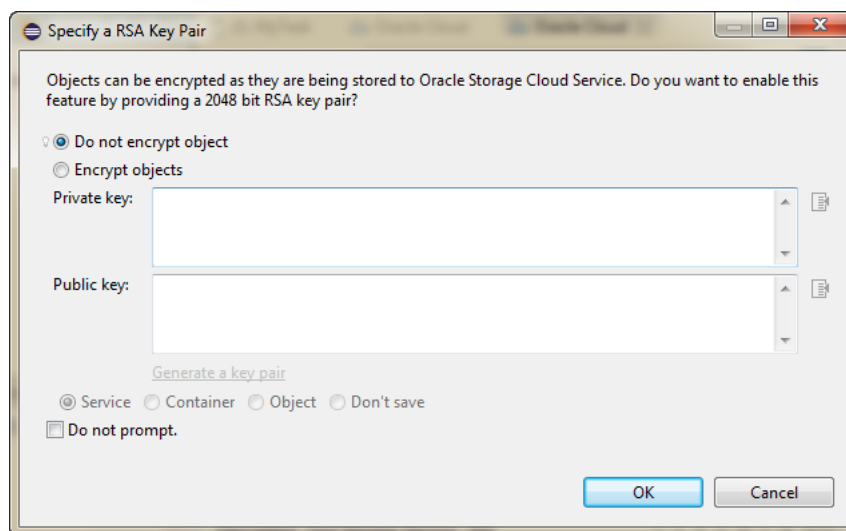 Specify a RSA Key Pair
Objects can be encrypted as they are being stored to Oracle Storage Cloud Service. Do you want to enable this
feature by providing a 2048 bit RSA key pair?
Do not encrypt object
Encrypt objects
Private key:
Public key:
Generate a key pair
Service Container Object Don't save
Do not prompt.
OK Cancel